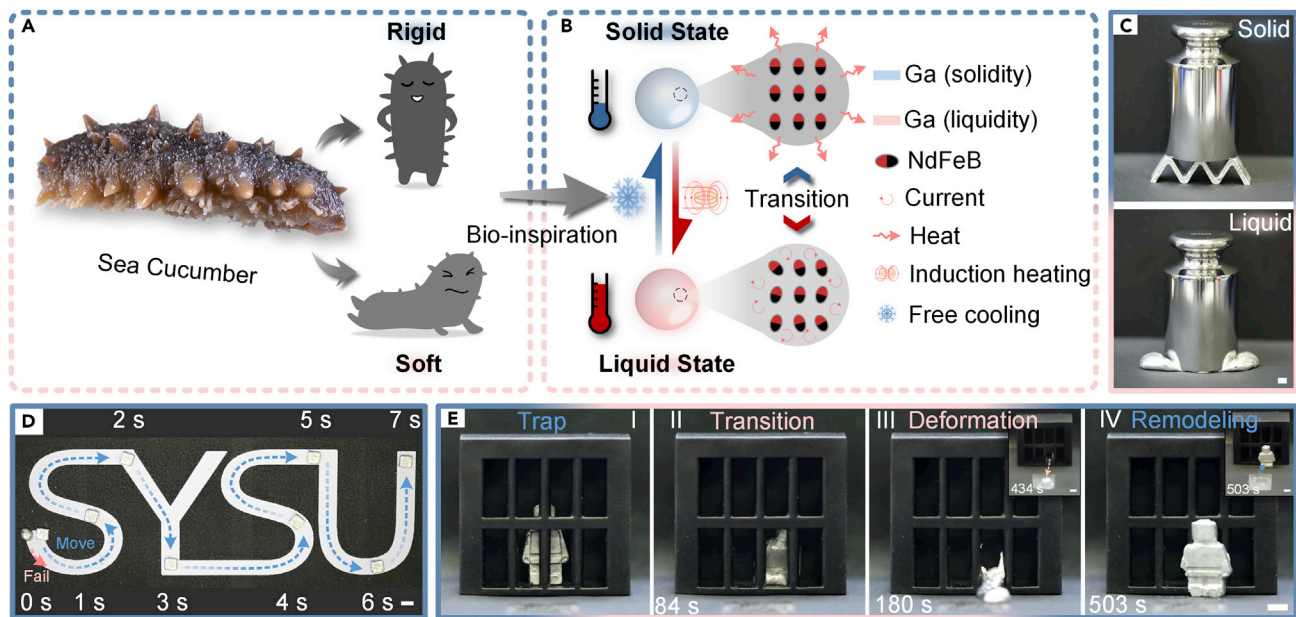 A
Rigid
Sea Cucumber
Soft
Bio-inspiration
B
Solid State
Liquid State
Transition
Ga (solidity)
Ga (liquidity)
NdFeB
Current
Heat
Induction heating
Free cooling
C
Solid
Liquid
D
2 s
5 s
7 s
Move
Fail
0 s
1 s
3 s
4 s
6 s
E
Trap
I
II
Transition
84 s
III
Deformation
434 s
180 s
IV
Remodeling
503 s
503 s